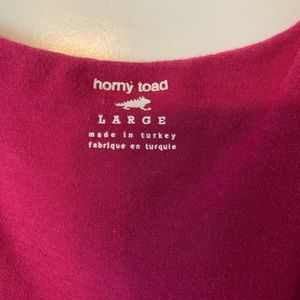 horny toad
LARGE
made in turkey
fabrique en turquie